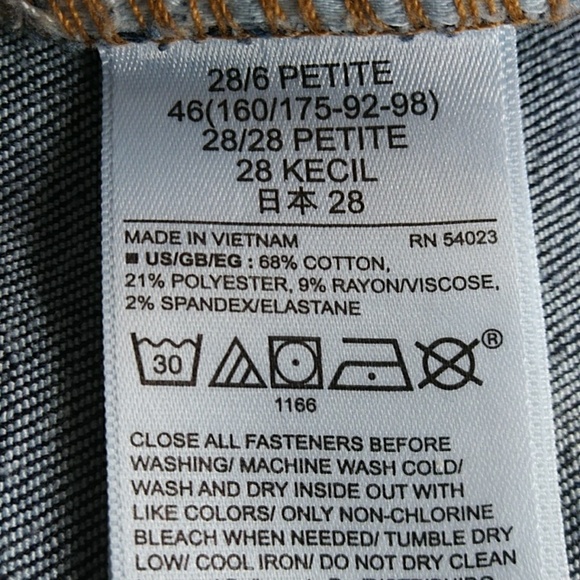 28/6 PETITE
46(160/175-92-98)
28/28 PETITE
28 KECIL
日本 28
MADE IN VIETNAM RN 54023
■ US/GB/EG : 68% COTTON,
21% POLYESTER, 9% RAYON/VISCOSE,
2% SPANDEX/ELASTANE
30
®
1166
CLOSE ALL FASTENERS BEFORE
WASHING/ MACHINE WASH COLD/
WASH AND DRY INSIDE OUT WITH
LIKE COLORS/ ONLY NON-CHLORINE
BLEACH WHEN NEEDED/ TUMBLE DRY
LOW/ COOL IRON/ DO NOT DRY CLEAN